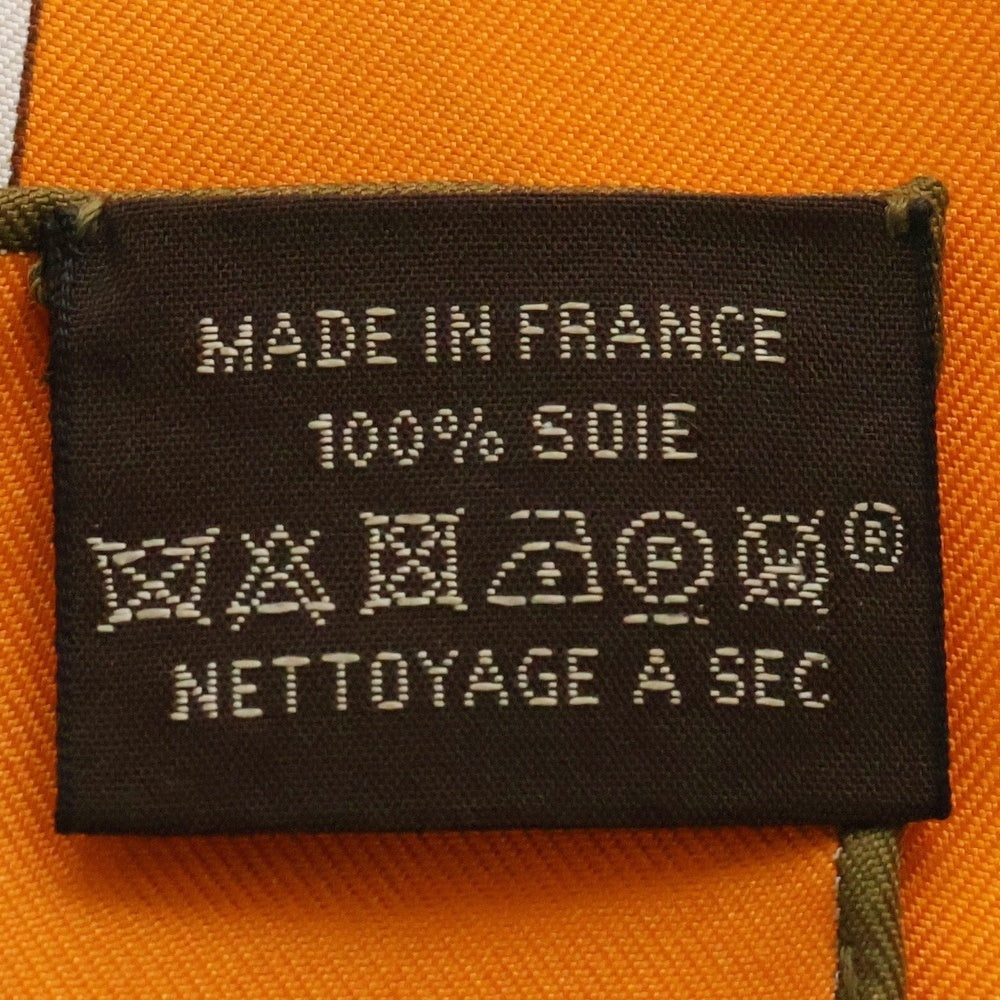 MADE IN FRANCE
100% SOIE
P W ®
NETTOYAGE A SEC